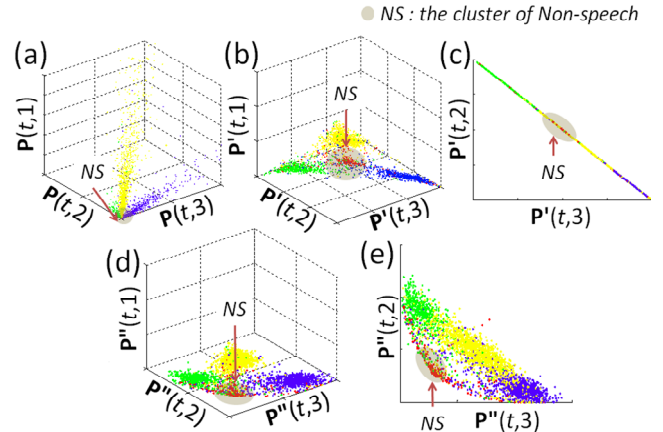 NS : the cluster of Non-speech
(a)
P(t,1)
NS
P(t,2)
P(t,3)
(b)
P'(t,1)
NS
P'(t,2)
P'(t,3)
(c)
P'(t,2)
NS
P'(t,3)
(d)
P"(t,1)
NS
P"(t,2)
P"(t,3)
(e)
P"(t,2)
NS
P"(t,3)